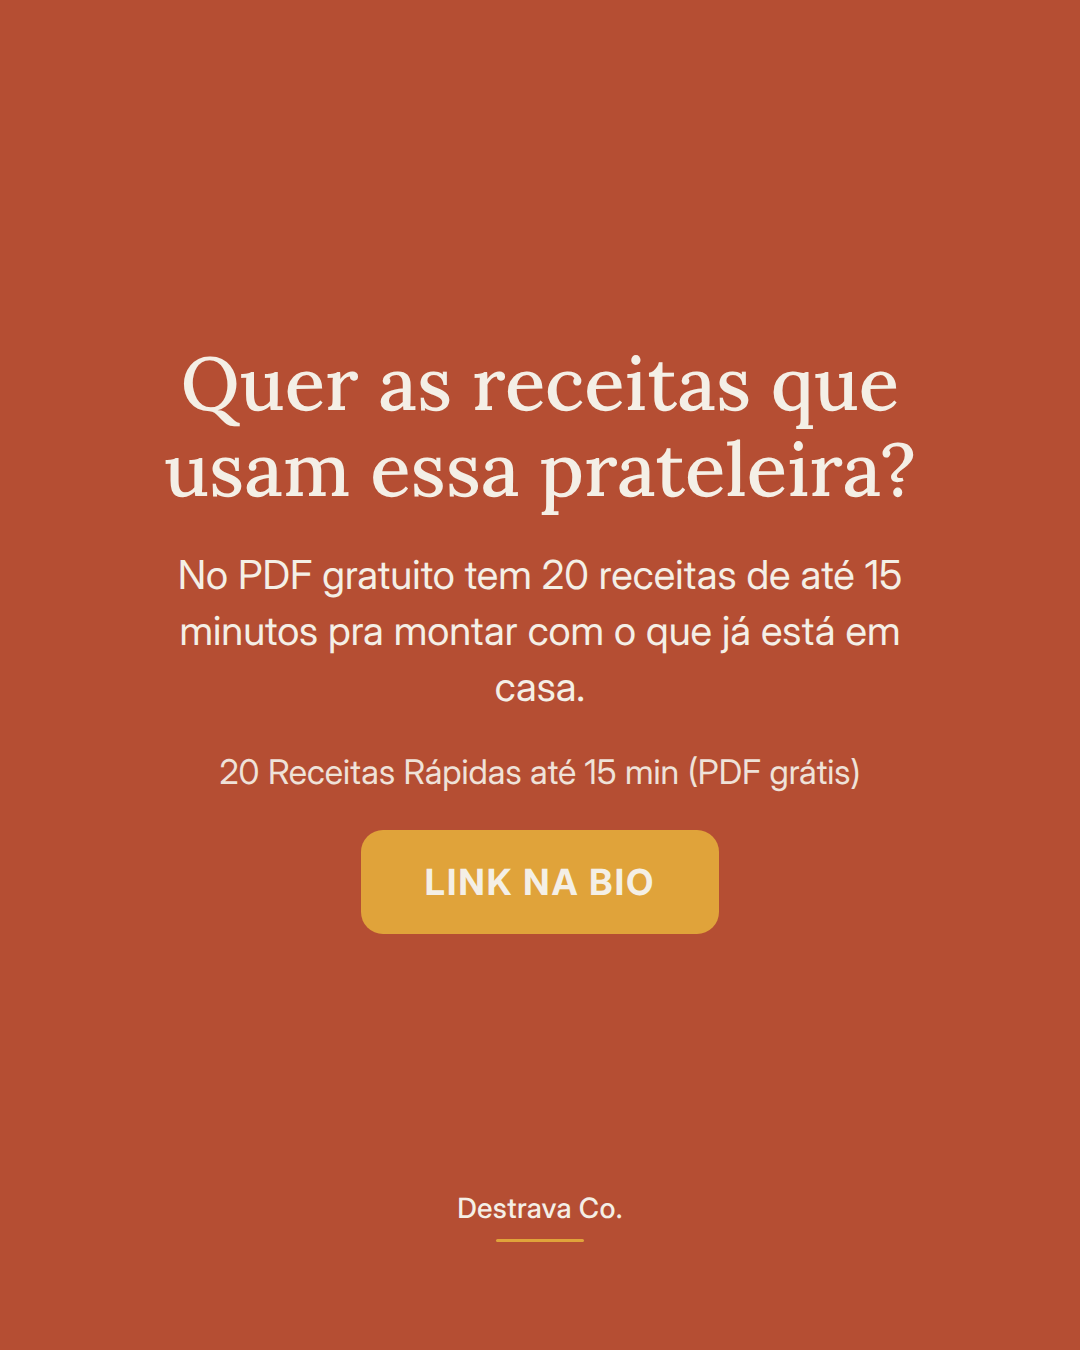 Quer as receitas que
usam essa prateleira?
No PDF gratuito tem 20 receitas de até 15
minutos pra montar com o que já está em
casa.
20 Receitas Rápidas até 15 min (PDF grátis)
LINK NA BIO
Destrava Co.